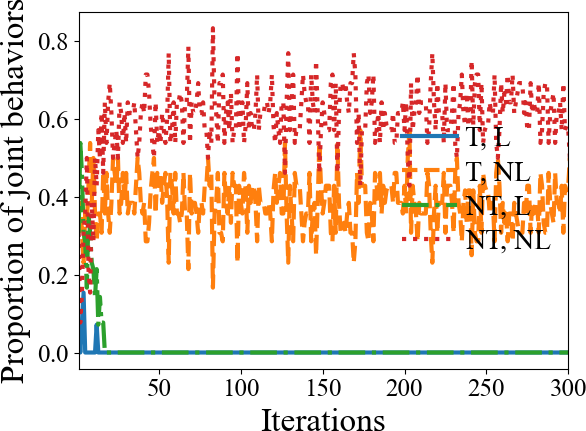 Proportion of joint behaviors
0.8
0.6
0.4
0.2
0.0
T, L
T, NL
NT, L
NT, NL
50
100
150
200
250
300
Iterations